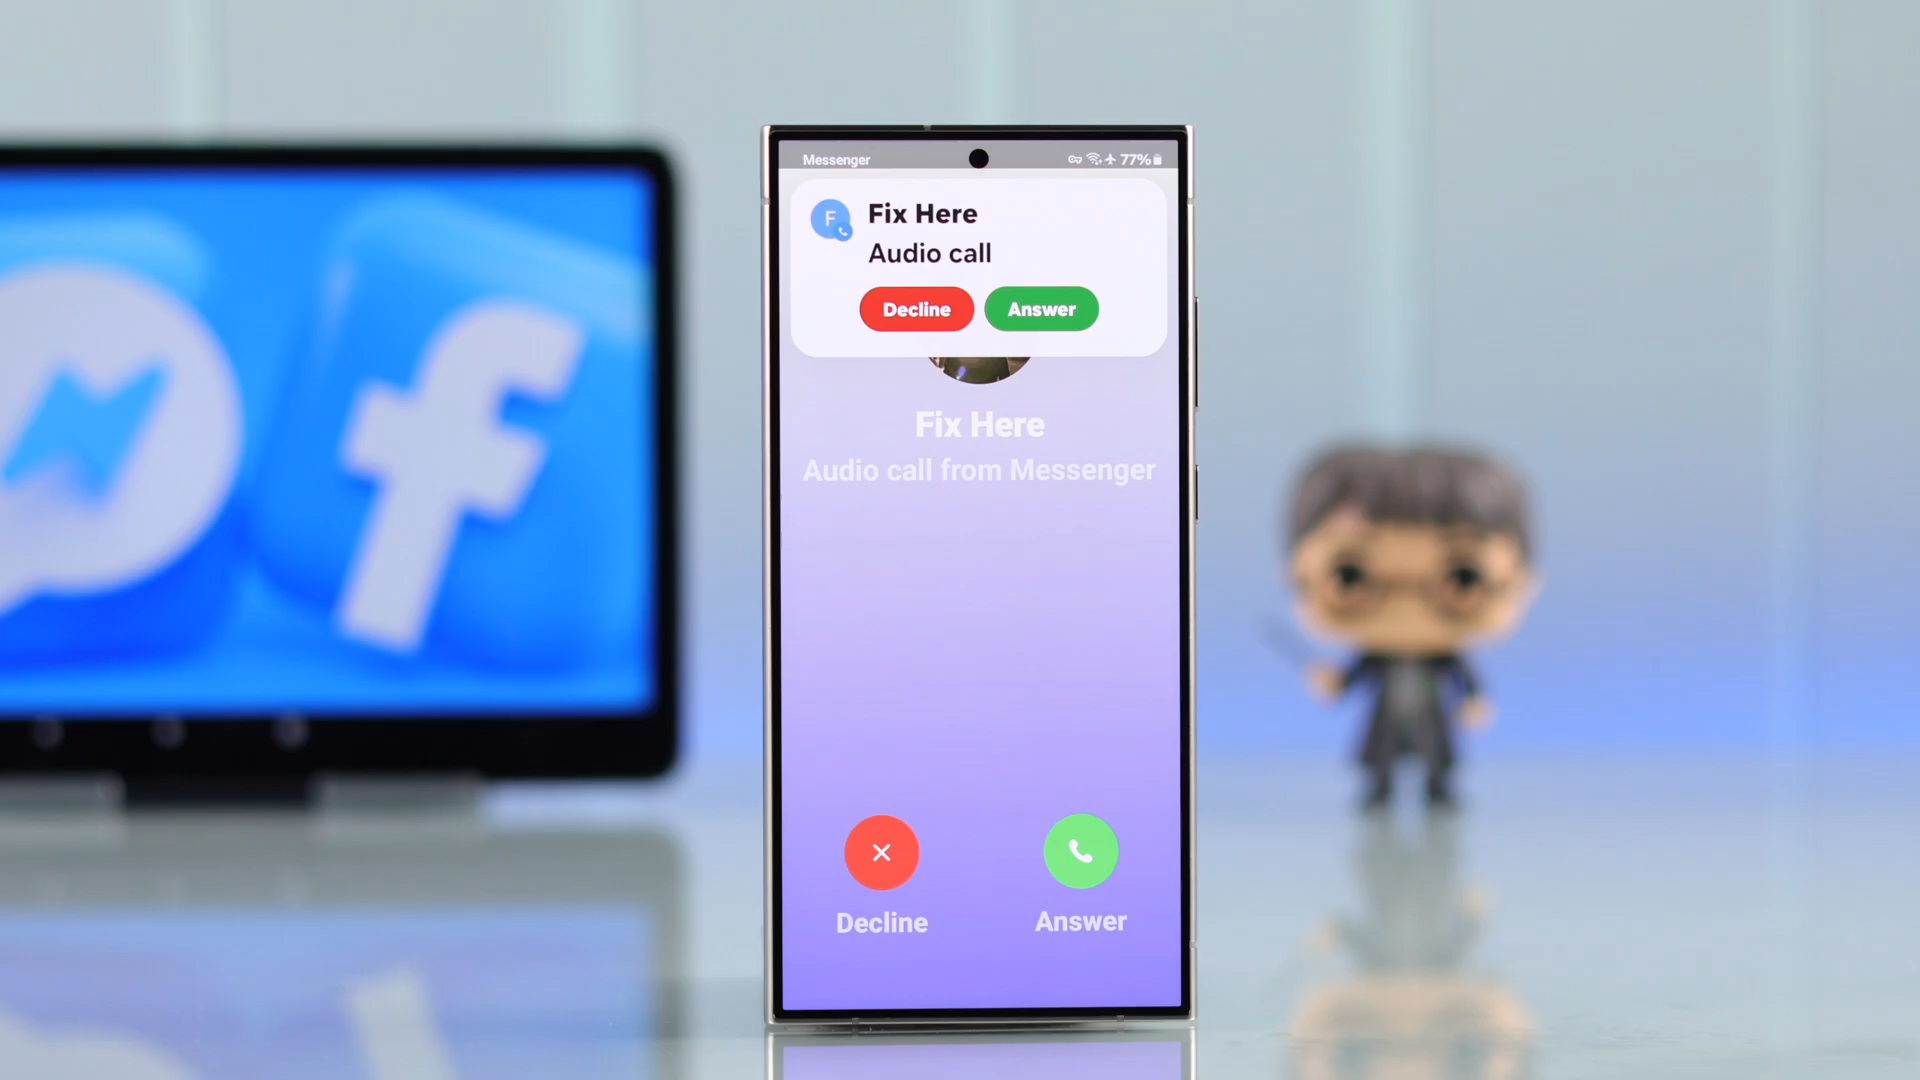 Messenger 77%
F Fix Here
Audio call
Decline Answer
Fix Here
Audio call from Messenger
Decline Answer
f